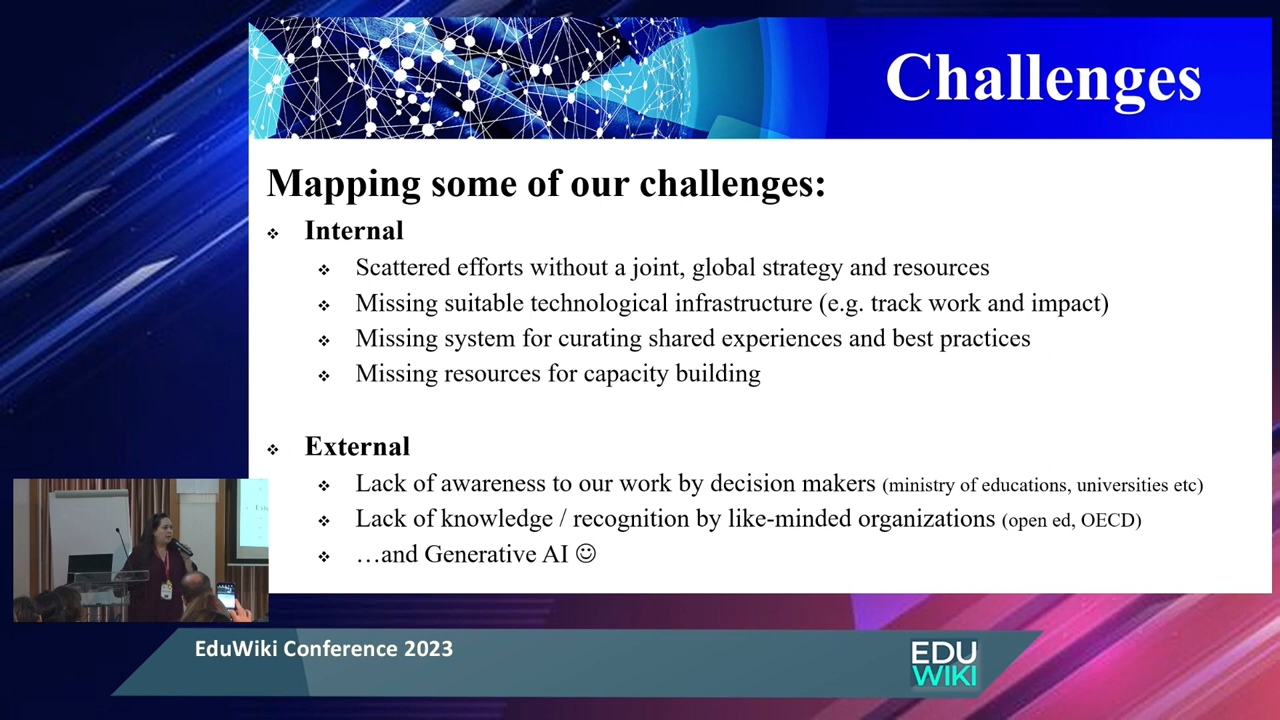 Challenges
Mapping some of our challenges:
❖ Internal
❖ Scattered efforts without a joint, global strategy and resources
❖ Missing suitable technological infrastructure (e.g. track work and impact)
❖ Missing system for curating shared experiences and best practices
❖ Missing resources for capacity building
❖ External
❖ Lack of awareness to our work by decision makers (ministry of educations, universities etc)
❖ Lack of knowledge / recognition by like-minded organizations (open ed, OECD)
❖ …and Generative AI ☺
EduWiki Conference 2023
EDU
WIKI